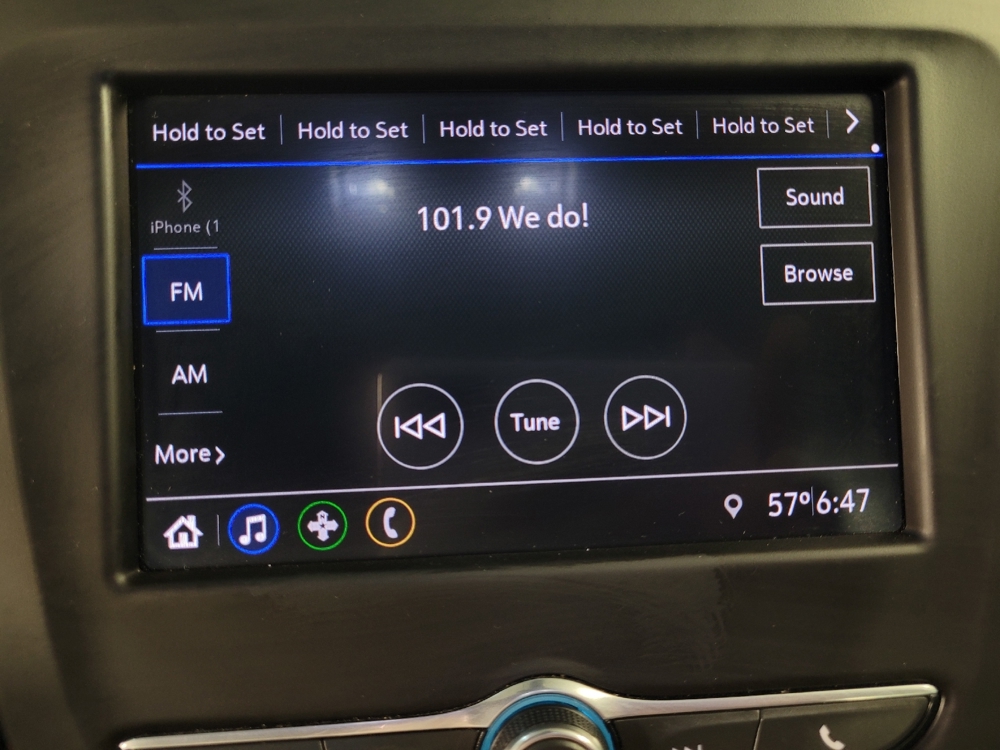 Hold to Set Hold to Set Hold to Set Hold to Set Hold to Set
iPhone (1
101.9 We do!
Sound
FM
Browse
AM
Tune
More
57° 6:47